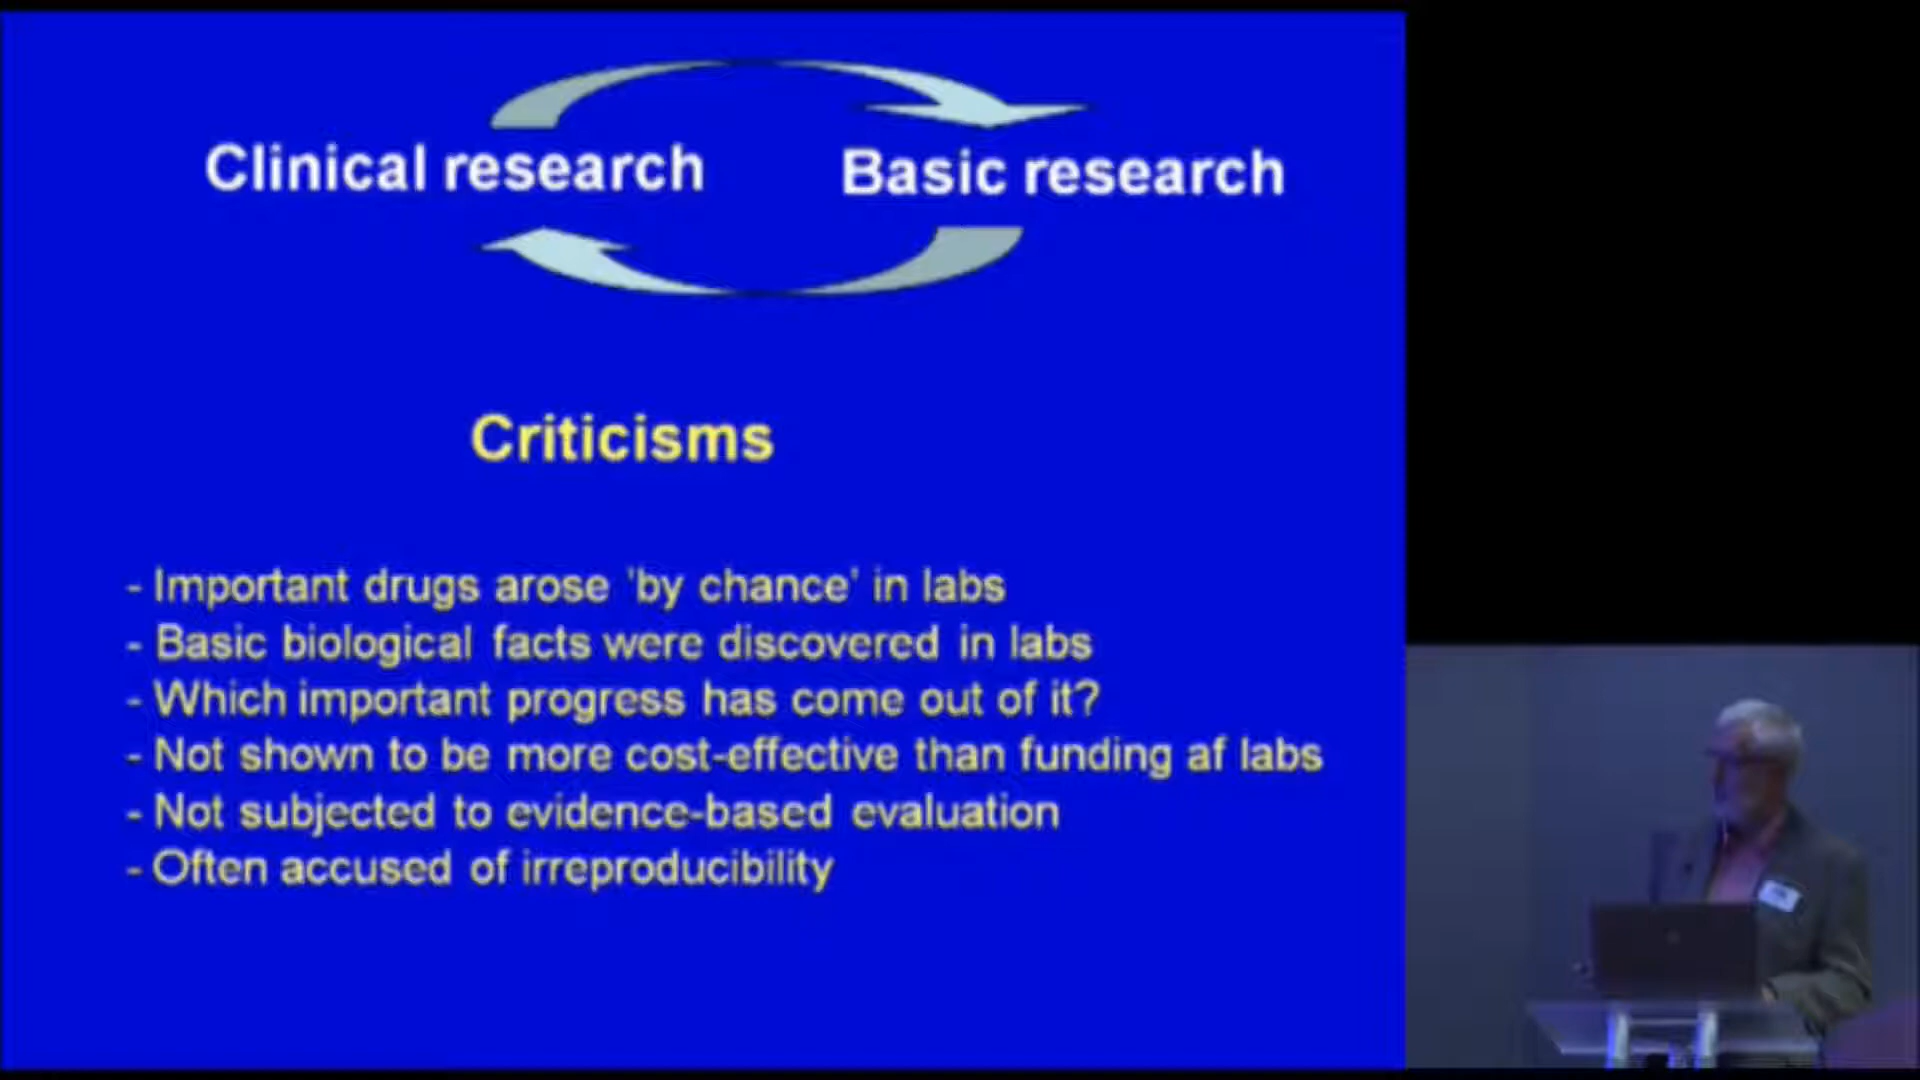 Clinical research
Basic research
Criticisms
- Important drugs arose 'by chance' in labs
- Basic biological facts were discovered in labs
- Which important progress has come out of it?
- Not shown to be more cost-effective than funding af labs
- Not subjected to evidence-based evaluation
- Often accused of irreproducibility